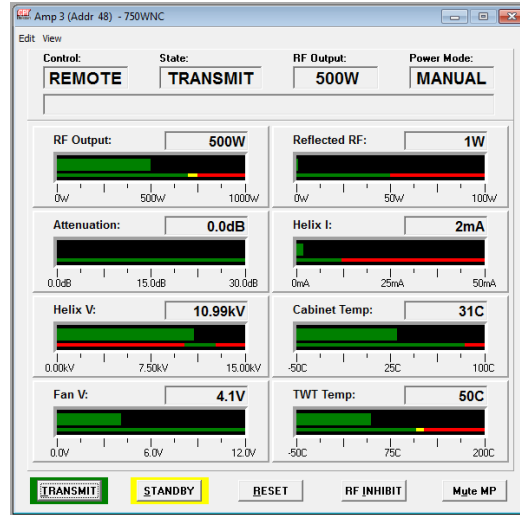 CPI
Amp 3 (Addr 48) - 750WNC
Edit View
Control: State: RF Output: Power Mode:
REMOTE TRANSMIT 500W MANUAL
RF Output: 500W Reflected RF: 1W
0W 500W 1000W 0W 50W 100W
Attenuation: 0.0dB Helix I: 2mA
0.0dB 15.0dB 30.0dB 0mA 25mA 50mA
Helix V: 10.99kV Cabinet Temp: 31C
0.00kV 7.50kV 15.00kV -50C 25C 100C
Fan V: 4.1V TWT Temp: 50C
0.0V 6.0V 12.0V -50C 75C 200C
TRANSMIT STANDBY RESET RF INHIBIT Mute MP